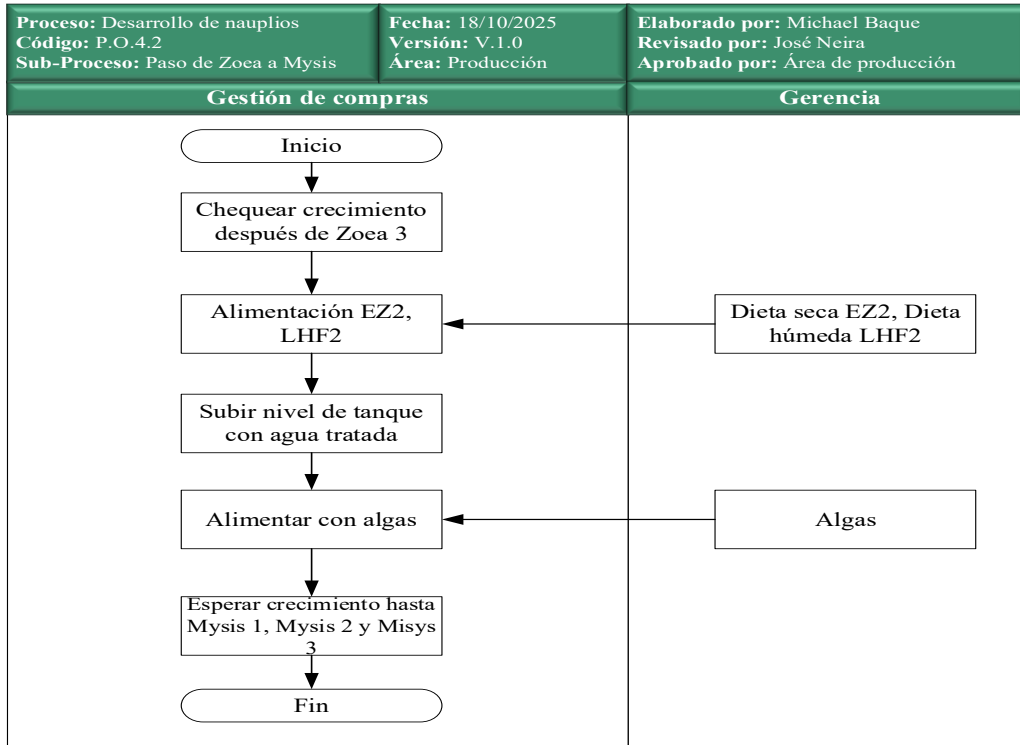 Proceso: Desarrollo de nauplios
Código: P.O.4.2
Sub-Proceso: Paso de Zoea a Mysis
Fecha: 18/10/2025
Versión: V.1.0
Área: Producción
Elaborado por: Michael Baque
Revisado por: José Neira
Aprobado por: Área de producción
Gestión de compras
Gerencia
Inicio
Chequear crecimiento
después de Zoea 3
Alimentación EZ2,
LHF2
Dieta seca EZ2, Dieta
húmeda LHF2
Subir nivel de tanque
con agua tratada
Alimentar con algas
Algas
Esperar crecimiento hasta
Mysis 1, Mysis 2 y Misys
3
Fin